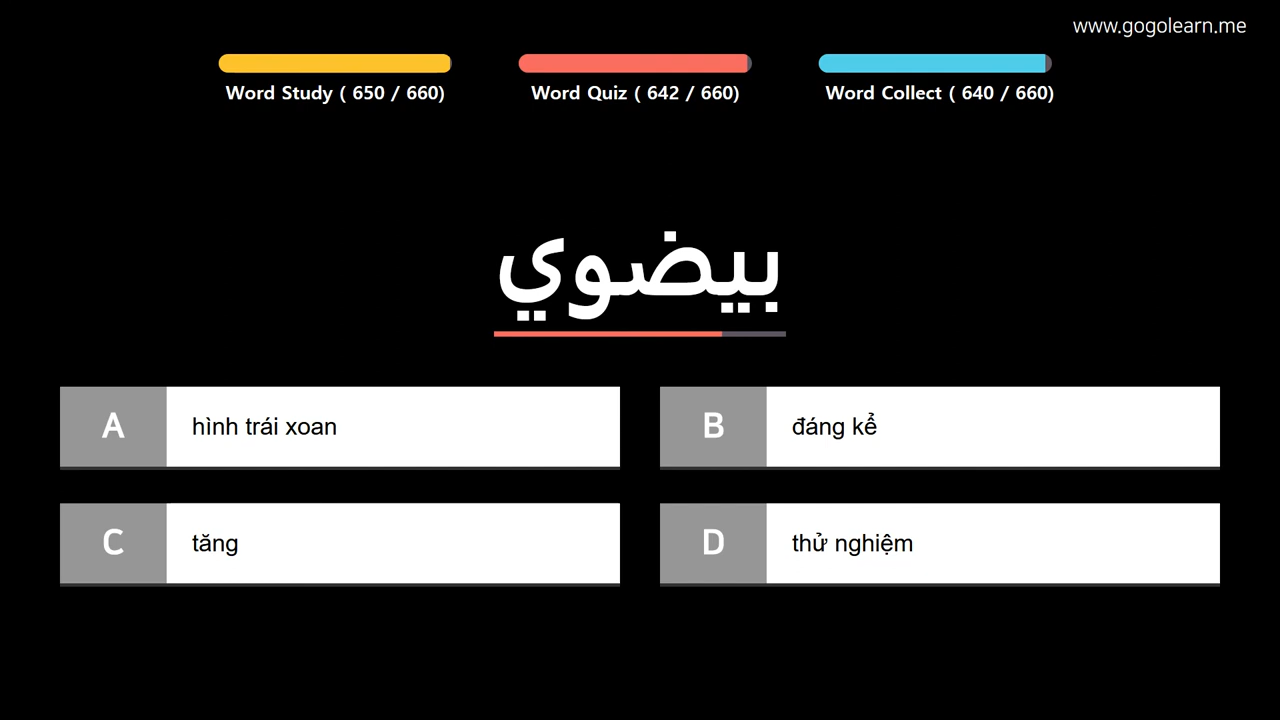 www.gogolearn.me
Word Study ( 650 / 660)
Word Quiz ( 642 / 660)
Word Collect ( 640 / 660)
بيضوي
A
hình trái xoan
B
đáng kể
C
tăng
D
thử nghiệm